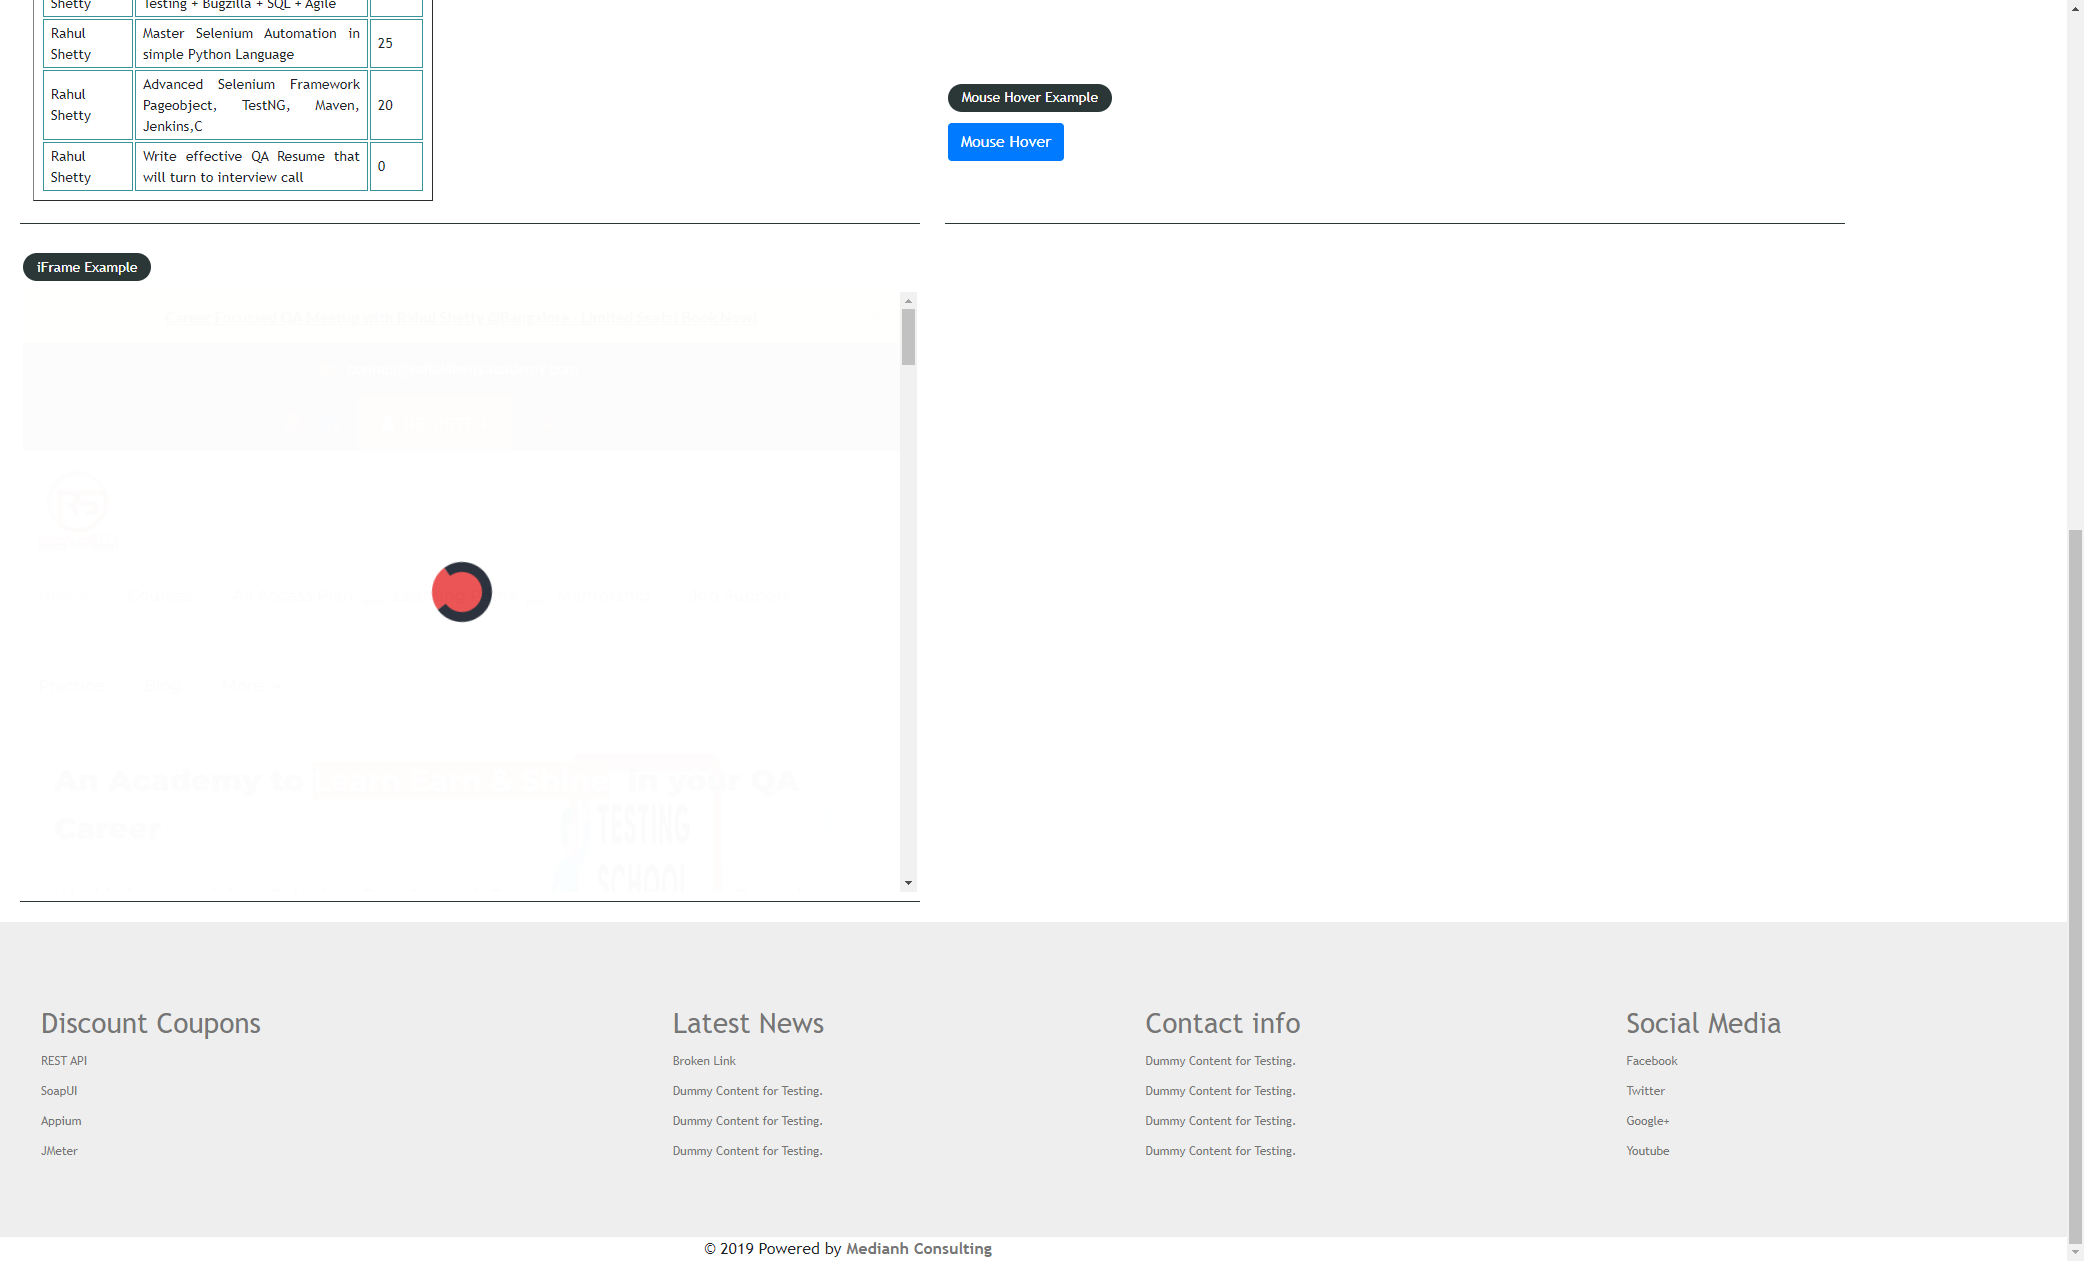 Shetty
Testing + Bugzilla + SQL + Agile
Rahul
Shetty
Master Selenium Automation in
simple Python Language
25
Rahul
Shetty
Advanced Selenium Framework
Pageobject, TestNG, Maven,
Jenkins,C
20
Rahul
Shetty
Write effective QA Resume that
will turn to interview call
0
Mouse Hover Example
Mouse Hover
iFrame Example
An Academy to Learn Earn & Shine in your QA
Career
TESTING
SCHOOL
Discount Coupons
REST API
SoapUI
Appium
JMeter
Latest News
Broken Link
Dummy Content for Testing.
Dummy Content for Testing.
Dummy Content for Testing.
Contact info
Dummy Content for Testing.
Dummy Content for Testing.
Dummy Content for Testing.
Dummy Content for Testing.
Social Media
Facebook
Twitter
Google+
Youtube
© 2019 Powered by Medianh Consulting